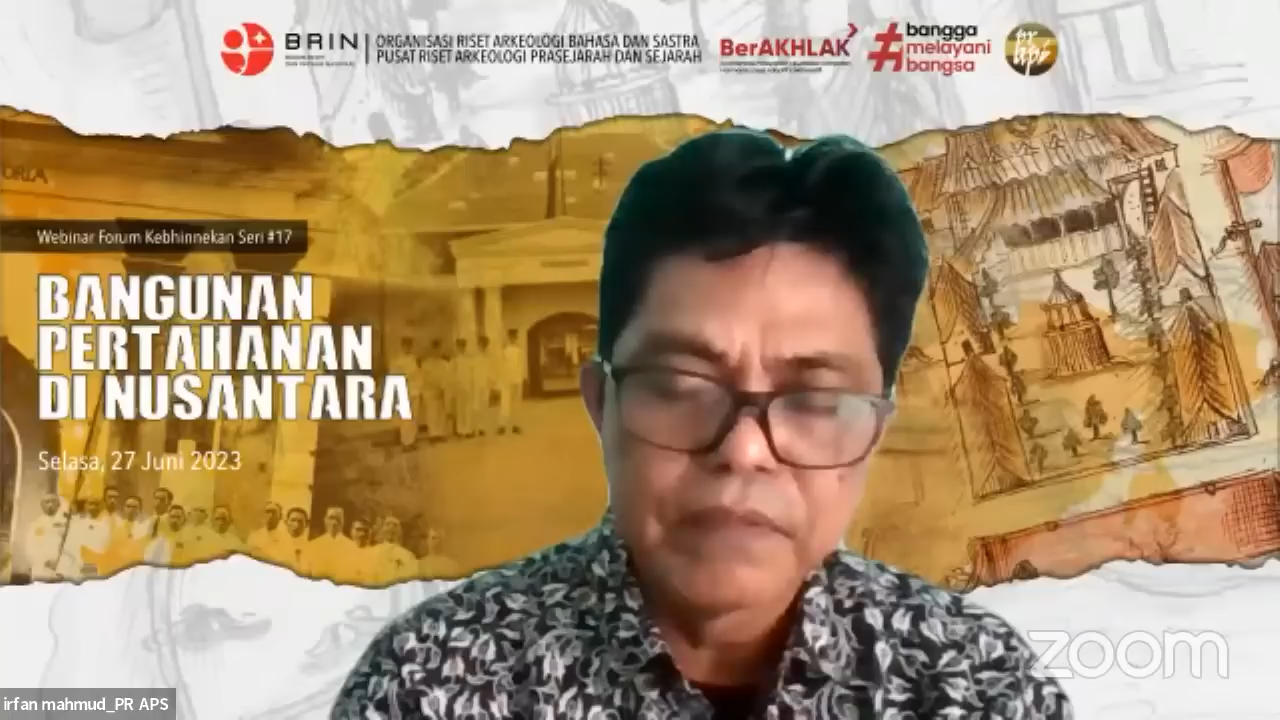 BRIN
ORGANISASI RISET ARKEOLOGI BAHASA DAN SASTRA
PUSAT RISET ARKEOLOGI PRASEJARAH DAN SEJARAH
BerAKHLAK
#
bangga
melayani
bangsa
Webinar Forum Kebhinnekan Seri #17
BANGUNAN
PERTAHANAN
DI NUSANTARA
Selasa, 27 Juni 2023
zoom
irfan mahmud_PR APS